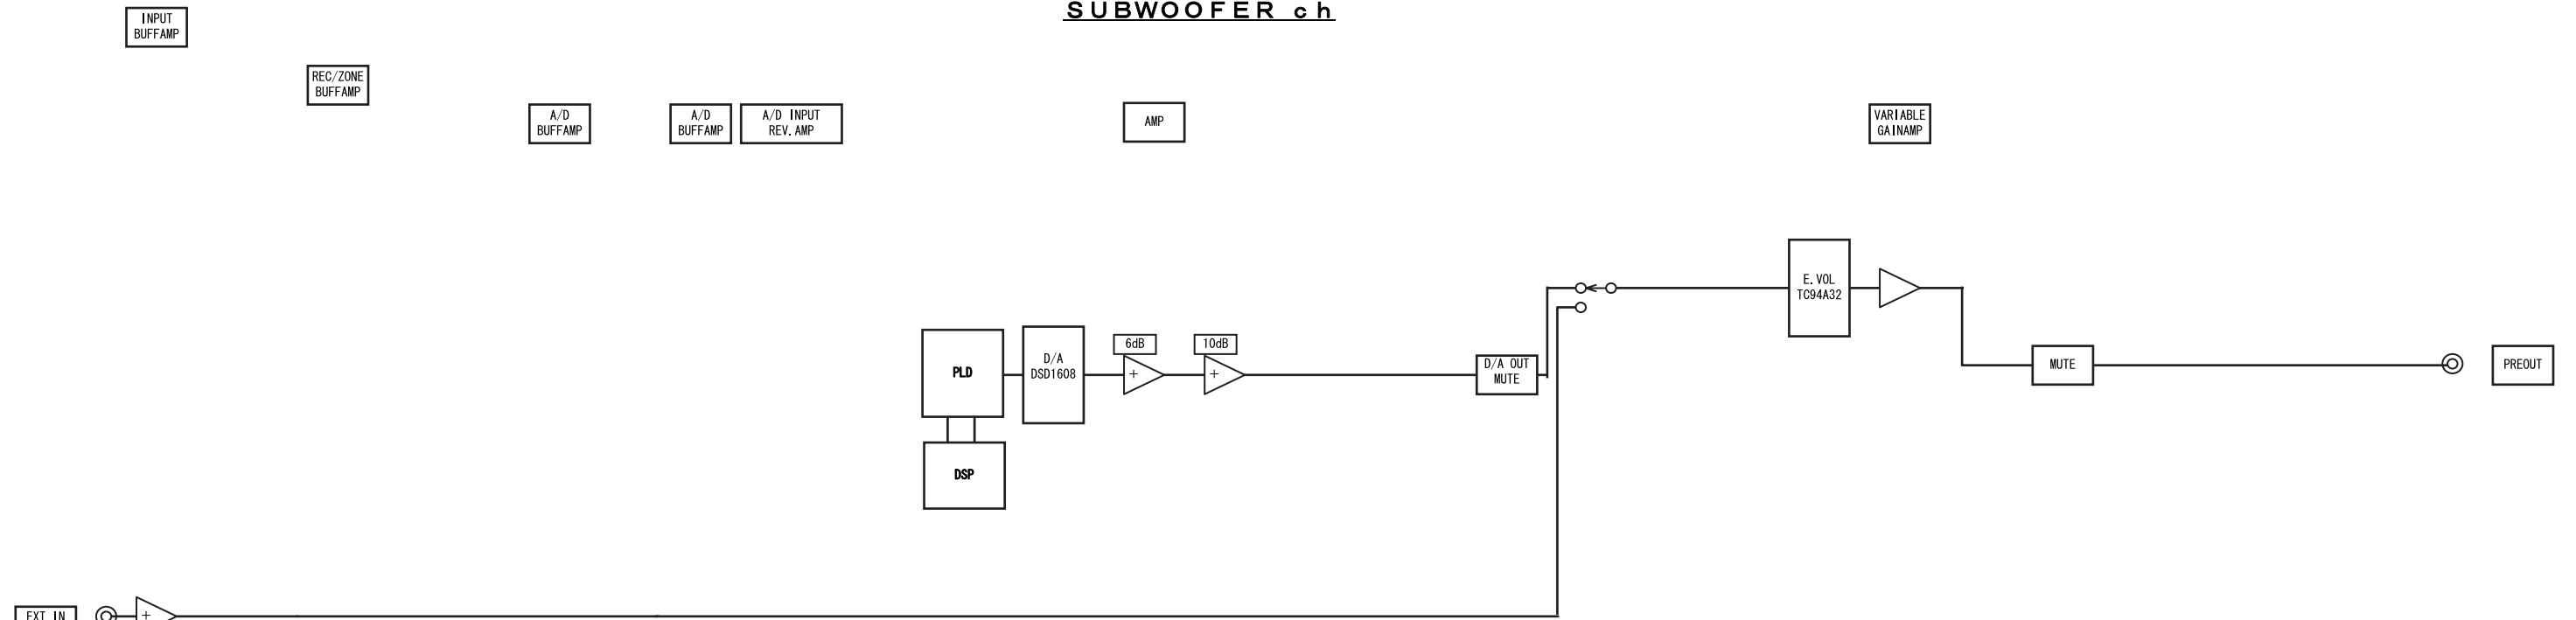 SUBWOOFER ch
INPUT
BUFFAMP
REC/ZONE
BUFFAMP
A/D
BUFFAMP
A/D
BUFFAMP
A/D INPUT
REV.AMP
AMP
VARIABLE
GAINAMP
E.VOL
TC94A32
PLD
D/A
DSD1608
6dB
+
10dB
+
D/A OUT
MUTE
MUTE
PREOUT
DSP
EXT IN
+